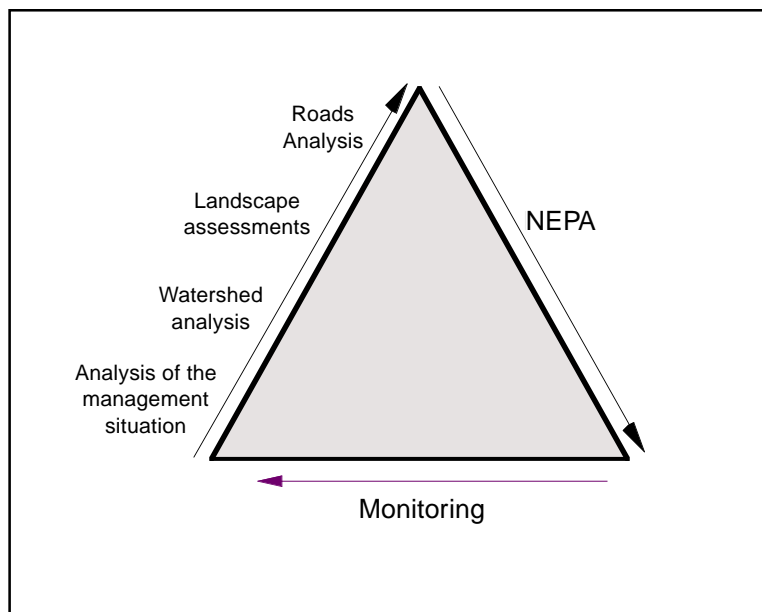 Roads
Analysis
Landscape
assessments
NEPA
Watershed
analysis
Analysis of the
management
situation
Monitoring